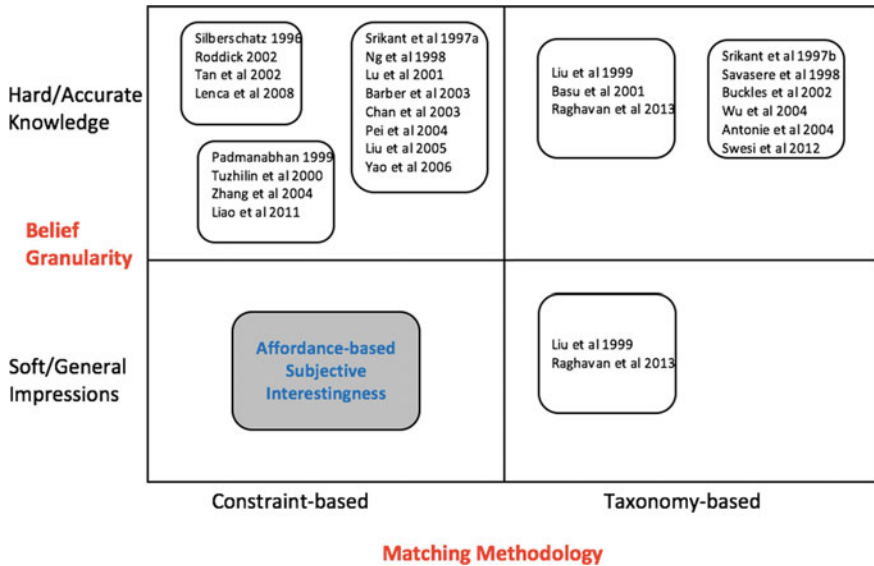 Hard/Accurate
Knowledge
Silberschatz 1996
Roddick 2002
Tan et al 2002
Lenca et al 2008
Padmanabhan 1999
Tuzhilin et al 2000
Zhang et al 2004
Liao et al 2011
Srikant et al 1997a
Ng et al 1998
Lu et al 2001
Barber et al 2003
Chan et al 2003
Pei et al 2004
Liu et al 2005
Yao et al 2006
Liu et al 1999
Basu et al 2001
Raghavan et al 2013
Srikant et al 1997b
Savasere et al 1998
Buckles et al 2002
Wu et al 2004
Antonie et al 2004
Swesi et al 2012
Belief
Granularity
Soft/General
Impressions
Affordance-based
Subjective
Interestingness
Liu et al 1999
Raghavan et al 2013
Constraint-based
Taxonomy-based
Matching Methodology